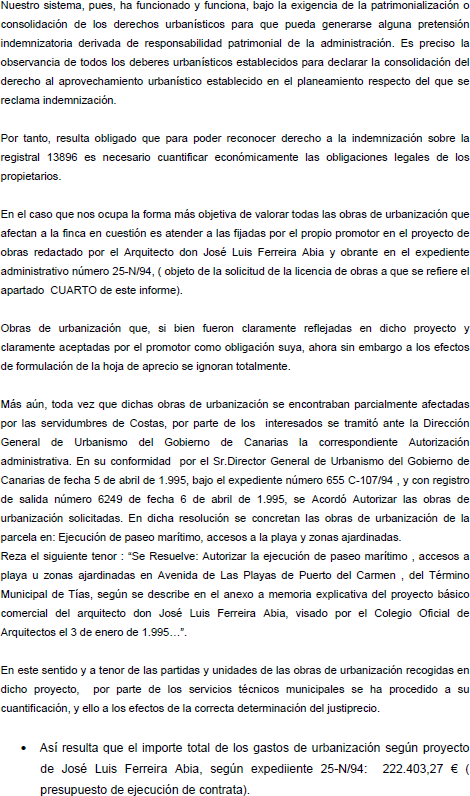 Nuestro sistema, pues, ha funcionado y funciona, bajo la exigencia de la patrimonialización o
consolidación de los derechos urbanísticos para que pueda generarse alguna pretensión
indemnizatoria derivada de responsabilidad patrimonial de la administración. Es preciso la
observancia de todos los deberes urbanísticos establecidos para declarar la consolidación del
derecho al aprovechamiento urbanístico establecido en el planeamiento respecto del que se
reclama indemnización.
Por tanto, resulta obligado que para poder reconocer derecho a la indemnización sobre la
registral 13896 es necesario cuantificar económicamente las obligaciones legales de los
propietarios.
En el caso que nos ocupa la forma más objetiva de valorar todas las obras de urbanización que
afectan a la finca en cuestión es atender a las fijadas por el propio promotor en el proyecto de
obras redactado por el Arquitecto don José Luis Ferreira Abia y obrante en el expediente
administrativo número 25-N/94, ( objeto de la solicitud de la licencia de obras a que se refiere el
apartado  CUARTO de este informe).
Obras de urbanización que, si bien fueron claramente reflejadas en dicho proyecto y
claramente aceptadas por el promotor como obligación suya, ahora sin embargo a los efectos
de formulación de la hoja de aprecio se ignoran totalmente.
Más aún, toda vez que dichas obras de urbanización se encontraban parcialmente afectadas
por las servidumbres de Costas, por parte de los  interesados se tramitó ante la Dirección
General de Urbanismo del Gobierno de Canarias la correspondiente Autorización
administrativa. En su conformidad  por el Sr.Director General de Urbanismo del Gobierno de
Canarias de fecha 5 de abril de 1.995, bajo el expediente número 655 C-107/94 , y con registro
de salida número 6249 de fecha 6 de abril de 1.995, se Acordó Autorizar las obras de
urbanización solicitadas. En dicha resolución se concretan las obras de urbanización de la
parcela en: Ejecución de paseo marítimo, accesos a la playa y zonas ajardinadas.
Reza el siguiente tenor : “Se Resuelve: Autorizar la ejecución de paseo marítimo , accesos a
playa u zonas ajardinadas en Avenida de Las Playas de Puerto del Carmen , del Término
Municipal de Tías, según se describe en el anexo a memoria explicativa del proyecto básico
comercial del arquitecto don José Luis Ferreira Abia, visado por el Colegio Oficial de
Arquitectos el 3 de enero de 1.995…”.
En este sentido y a tenor de las partidas y unidades de las obras de urbanización recogidas en
dicho proyecto,  por parte de los servicios técnicos municipales se ha procedido a su
cuantificación, y ello a los efectos de la correcta determinación del justiprecio.
• Así resulta que el importe total de los gastos de urbanización según proyecto
de José Luis Ferreira Abia, según expediiente 25-N/94:  222.403,27 € (
presupuesto de ejecución de contrata).